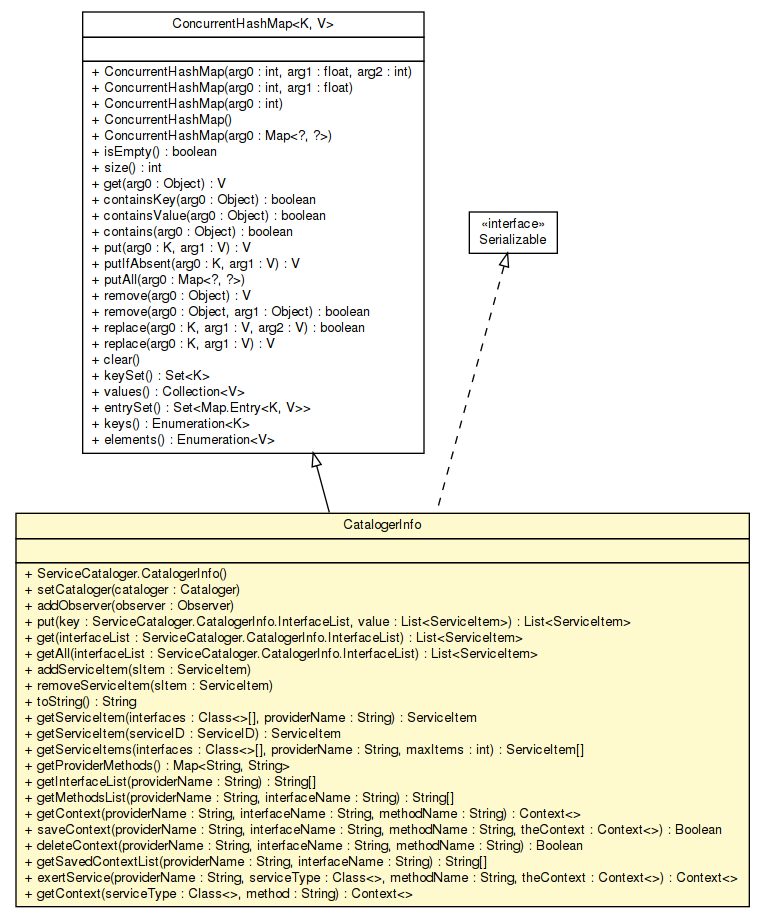 ConcurrentHashMap<K, V>
+ ConcurrentHashMap(arg0 : int, arg1 : float, arg2 : int)
+ ConcurrentHashMap(arg0 : int, arg1 : float)
+ ConcurrentHashMap(arg0 : int)
+ ConcurrentHashMap()
+ ConcurrentHashMap(arg0 : Map<?, ?>)
+ isEmpty() : boolean
+ size() : int
+ get(arg0 : Object) : V
+ containsKey(arg0 : Object) : boolean
+ containsValue(arg0 : Object) : boolean
+ contains(arg0 : Object) : boolean
+ put(arg0 : K, arg1 : V) : V
+ putIfAbsent(arg0 : K, arg1 : V) : V
+ putAll(arg0 : Map<?, ?>)
+ remove(arg0 : Object) : V
+ remove(arg0 : Object, arg1 : Object) : boolean
+ replace(arg0 : K, arg1 : V, arg2 : V) : boolean
+ replace(arg0 : K, arg1 : V) : V
+ clear()
+ keySet() : Set<K>
+ values() : Collection<V>
+ entrySet() : Set<Map.Entry<K, V>>
+ keys() : Enumeration<K>
+ elements() : Enumeration<V>
«interface»
Serializable
CatalogerInfo
+ ServiceCataloger.CatalogerInfo()
+ setCataloger(cataloger : Cataloger)
+ addObserver(observer : Observer)
+ put(key : ServiceCataloger.CatalogerInfo.InterfaceList, value : List<ServiceItem>) : List<ServiceItem>
+ get(interfaceList : ServiceCataloger.CatalogerInfo.InterfaceList) : List<ServiceItem>
+ getAll(interfaceList : ServiceCataloger.CatalogerInfo.InterfaceList) : List<ServiceItem>
+ addServiceItem(sItem : ServiceItem)
+ removeServiceItem(sItem : ServiceItem)
+ toString() : String
+ getServiceItem(interfaces : Class<>[], providerName : String) : ServiceItem
+ getServiceItem(serviceID : ServiceID) : ServiceItem
+ getServiceItems(interfaces : Class<>[], providerName : String, maxItems : int) : ServiceItem[]
+ getProviderMethods() : Map<String, String>
+ getInterfaceList(providerName : String) : String[]
+ getMethodsList(providerName : String, interfaceName : String) : String[]
+ getContext(providerName : String, interfaceName : String, methodName : String) : Context<>
+ saveContext(providerName : String, interfaceName : String, methodName : String, theContext : Context<>) : Boolean
+ deleteContext(providerName : String, interfaceName : String, methodName : String) : Boolean
+ getSavedContextList(providerName : String, interfaceName : String) : String[]
+ exertService(providerName : String, serviceType : Class<>, methodName : String, theContext : Context<>) : Context<>
+ getContext(serviceType : Class<>, method : String) : Context<>